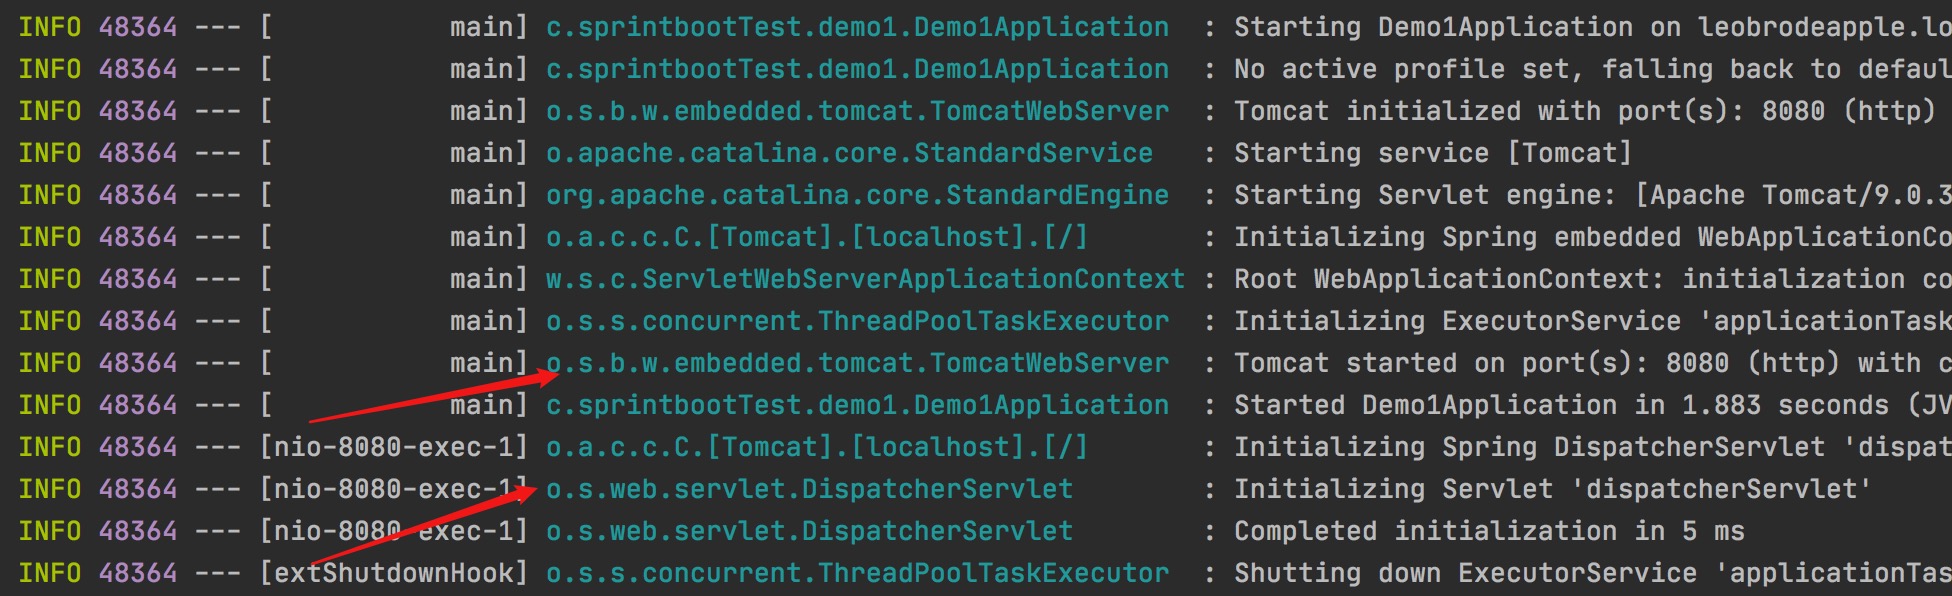 INFO 48364 --- [           main] c.sprintbootTest.demo1.Demo1Application  : Starting Demo1Application on leobrodeapple.lo
INFO 48364 --- [           main] c.sprintbootTest.demo1.Demo1Application  : No active profile set, falling back to defaul
INFO 48364 --- [           main] o.s.b.w.embedded.tomcat.TomcatWebServer  : Tomcat initialized with port(s): 8080 (http)
INFO 48364 --- [           main] o.apache.catalina.core.StandardService   : Starting service [Tomcat]
INFO 48364 --- [           main] org.apache.catalina.core.StandardEngine  : Starting Servlet engine: [Apache Tomcat/9.0.3
INFO 48364 --- [           main] o.a.c.c.C.[Tomcat].[localhost].[/]       : Initializing Spring embedded WebApplicationCo
INFO 48364 --- [           main] w.s.c.ServletWebServerApplicationContext : Root WebApplicationContext: initialization co
INFO 48364 --- [           main] o.s.s.concurrent.ThreadPoolTaskExecutor  : Initializing ExecutorService 'applicationTask
INFO 48364 --- [           main] o.s.b.w.embedded.tomcat.TomcatWebServer  : Tomcat started on port(s): 8080 (http) with c
INFO 48364 --- [           main] c.sprintbootTest.demo1.Demo1Application  : Started Demo1Application in 1.883 seconds (JV
INFO 48364 --- [nio-8080-exec-1] o.a.c.c.C.[Tomcat].[localhost].[/]       : Initializing Spring DispatcherServlet 'dispat
INFO 48364 --- [nio-8080-exec-1] o.s.web.servlet.DispatcherServlet        : Initializing Servlet 'dispatcherServlet'
INFO 48364 --- [nio-8080-exec-1] o.s.web.servlet.DispatcherServlet        : Completed initialization in 5 ms
INFO 48364 --- [extShutdownHook] o.s.s.concurrent.ThreadPoolTaskExecutor  : Shutting down ExecutorService 'applicationTas